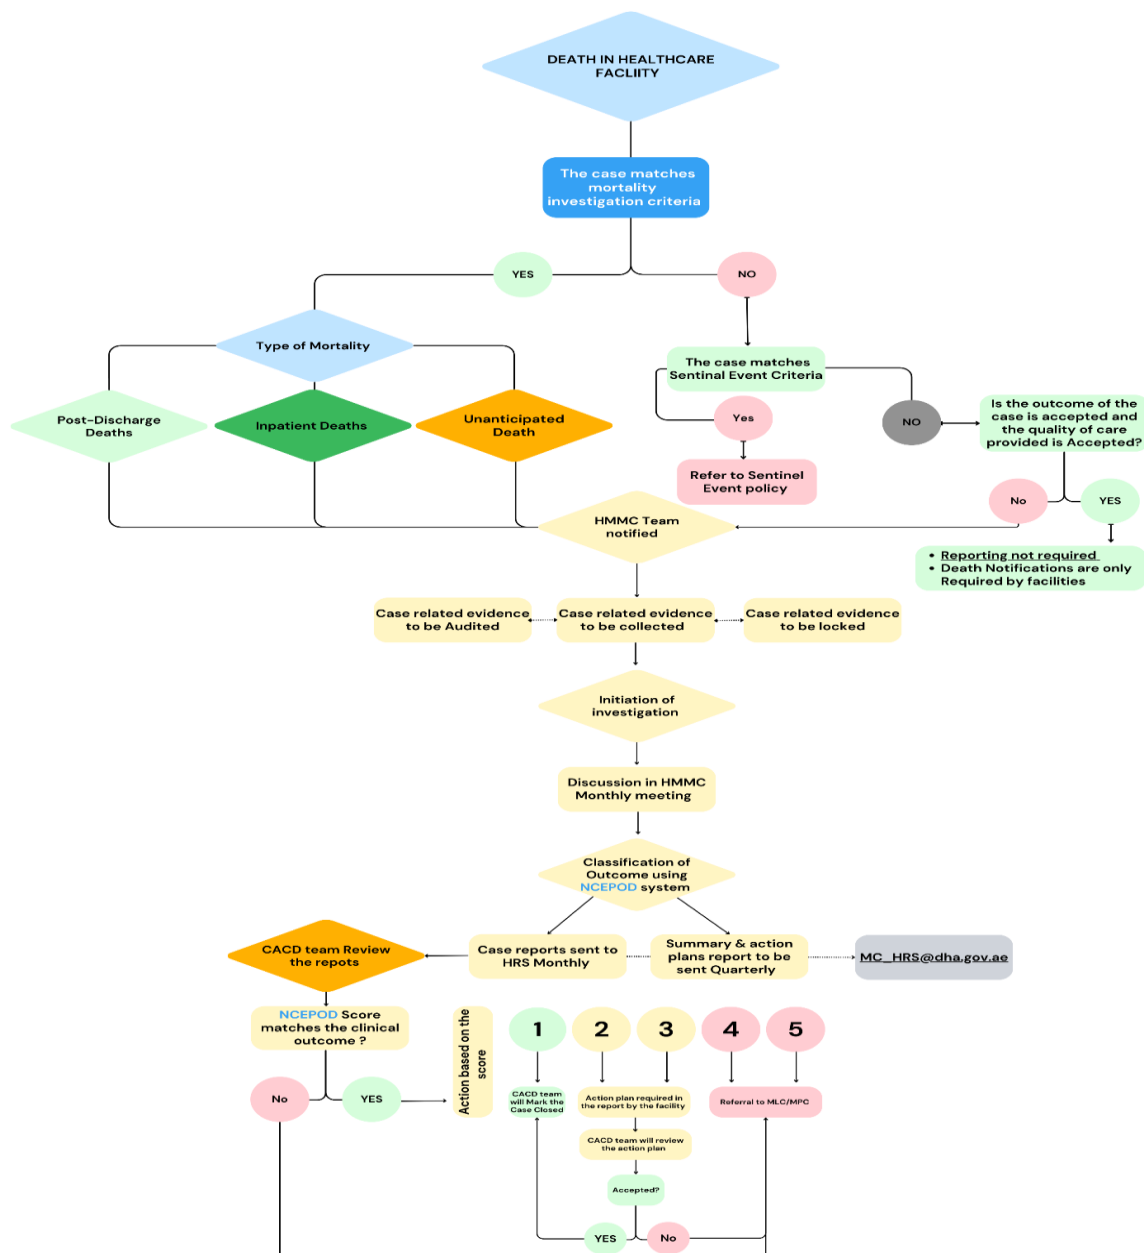 DEATH IN HEALTHCARE
FACLIITY
The case matches
mortality
investigation criteria
YES
NO
Type of Mortality
The case matches
Sentinal Event Criteria
Post-Discharge
Deaths
Inpatient Deaths
Unanticipated
Death
Yes
NO
Is the outcome of the
case is accepted and
the quality of care
provided is Accepted?
Refer to Sentinel
Event policy
No
YES
HMMC Team
notified
• Reporting not required
• Death Notifications are only
Required by facilities
Case related evidence
to be Audited
Case related evidence
to be collected
Case related evidence
to be locked
Initiation of
investigation
Discussion in HMMC
Monthly meeting
Classification of
Outcome using
NCEPOD system
CACD team Review
the repots
Case reports sent to
HRS Monthly
Summary & action
plans report to be
sent Quarterly
MC_HRS@dha.gov.ae
NCEPOD Score
matches the clinical
outcome ?
No
YES
Action based on the
score
1
2
3
4
5
CACD team
will Mark the
Case Closed
Action plan required in
the report by the facility
Referral to MLC/MPC
CACD team will review
the action plan
Accepted?
YES
No